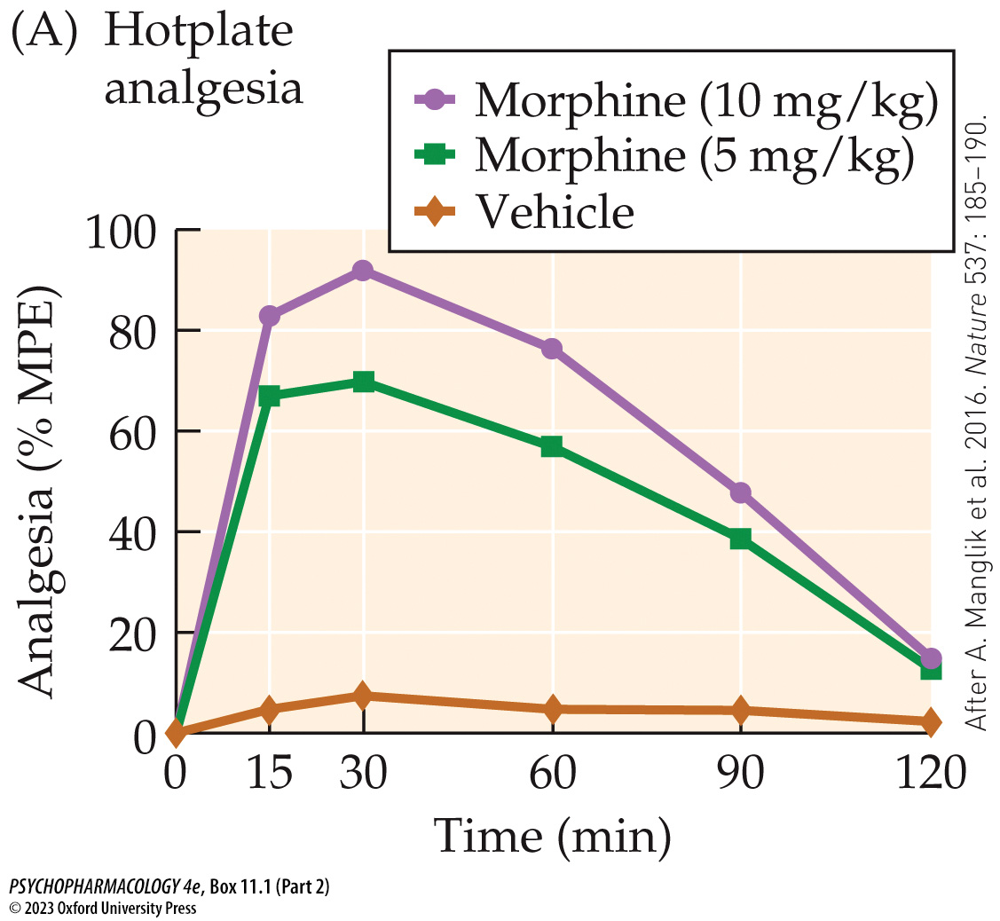 (A) Hotplate
analgesia
Morphine (10 mg/kg)
Morphine (5 mg/kg)
Vehicle
100
80
60
40
20
0
Analgesia (% MPE)
0 15 30 60 90 120
Time (min)
After A. Manglik et al. 2016. Nature 537: 185–190.
PSYCHOPHARMACOLOGY 4e, Box 11.1 (Part 2)
© 2023 Oxford University Press